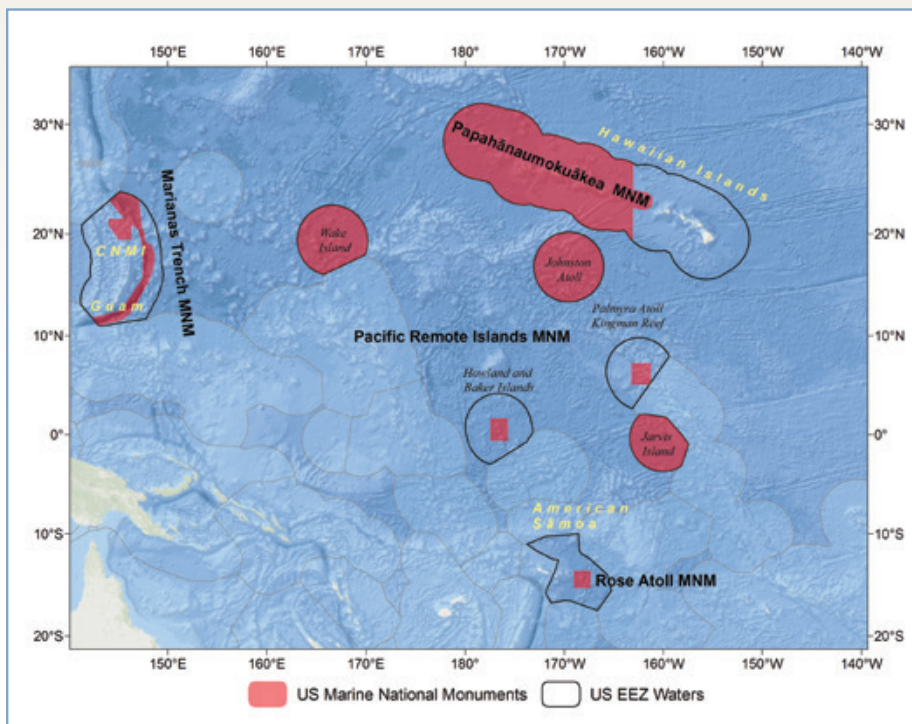 150°E 160°E 170°E 180° 170°W 160°W 150°W 140°W
30°N
30°N
Papahānaumokuākea MNM
Hawaiian Islands
Marianas Trench MNM
20°N
20°N
Wake
Island
CNMI
Johnston
Atoll
Guam
Palmyra Atoll
Kingman Reef
10°N
10°N
Pacific Remote Islands MNM
Howland and
Baker Islands
0°
0°
Jarvis
Island
American
Sāmoa
10°S
10°S
Rose Atoll MNM
20°S
20°S
150°E 160°E 170°E 180° 170°W 160°W 150°W 140°W
US Marine National Monuments US EEZ Waters